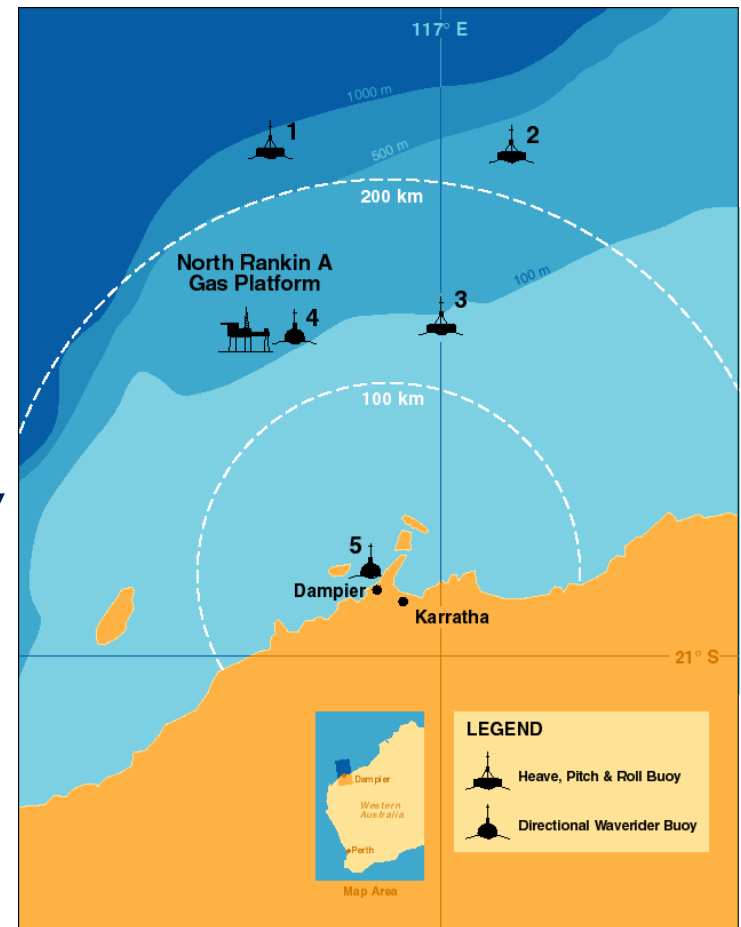 117° E
1000 m
1
2
500 m
200 km
North Rankin A
Gas Platform
100 m
3
4
100 km
5
Dampier
Karratha
21° S
LEGEND
Heave, Pitch & Roll Buoy
Directional Waverider Buoy
Dampier
Western
Australia
Perth
Map Area